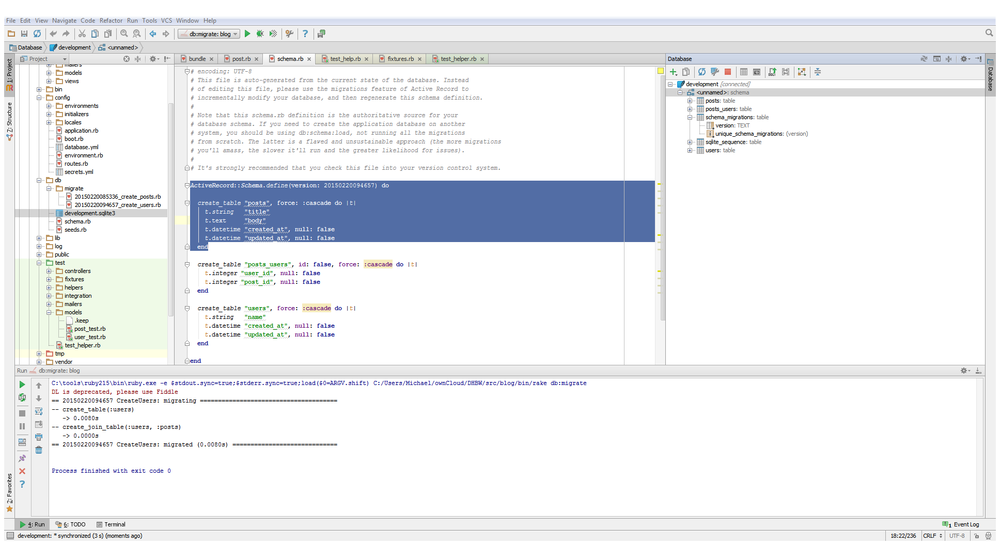 File Edit View Navigate Code Refactor Run Tools VCS Window Help
db:migrate: blog
Database development <unnamed>
Project
bundle post.rb schema.rb test_help.rb fixtures.rb test_helper.rb
Database
1: Project
Z: Structure
2: Favorites
mailers
models
views
bin
config
environments
initializers
locales
application.rb
boot.rb
database.yml
environment.rb
routes.rb
secrets.yml
db
migrate
20150220085336_create_posts.rb
20150220094657_create_users.rb
development.sqlite3
schema.rb
seeds.rb
lib
log
public
test
controllers
fixtures
helpers
integration
mailers
models
.keep
post_test.rb
user_test.rb
test_helper.rb
tmp
vendor
# encoding: UTF-8
# This file is auto-generated from the current state of the database. Instead
# of editing this file, please use the migrations feature of Active Record to
# incrementally modify your database, and then regenerate this schema definition.
#
# Note that this schema.rb definition is the authoritative source for your
# database schema. If you need to create the application database on another
# system, you should be using db:schema:load, not running all the migrations
# from scratch. The latter is a flawed and unsustainable approach (the more migrations
# you'll amass, the slower it'll run and the greater likelihood for issues).
#
# It's strongly recommended that you check this file into your version control system.
ActiveRecord::Schema.define(version: 20150220094657) do
create_table "posts", force: :cascade do |t|
t.string "title"
t.text "body"
t.datetime "created_at", null: false
t.datetime "updated_at", null: false
end
create_table "posts_users", id: false, force: :cascade do |t|
t.integer "user_id", null: false
t.integer "post_id", null: false
end
create_table "users", force: :cascade do |t|
t.string "name"
t.datetime "created_at", null: false
t.datetime "updated_at", null: false
end
end
development [connected]
<unnamed>: schema
posts: table
posts_users: table
schema_migrations: table
version: TEXT
unique_schema_migrations: (version)
sqlite_sequence: table
users: table
Database
Run db:migrate: blog
C:\tools\ruby215\bin\ruby.exe -e $stdout.sync=true;$stderr.sync=true;load($0=ARGV.shift) C:/Users/Michael/ownCloud/DHBW/src/blog/bin/rake db:migrate
DL is deprecated, please use Fiddle
== 20150220094657 CreateUsers: migrating ======================================
-- create_table(:users)
-> 0.0080s
-- create_join_table(:users, :posts)
-> 0.0000s
== 20150220094657 CreateUsers: migrated (0.0080s) =============================
Process finished with exit code 0
4: Run 6: TODO Terminal 1 Event Log
development: * synchronized (3 s) (moments ago) 18:22/236 CRLF UTF-8